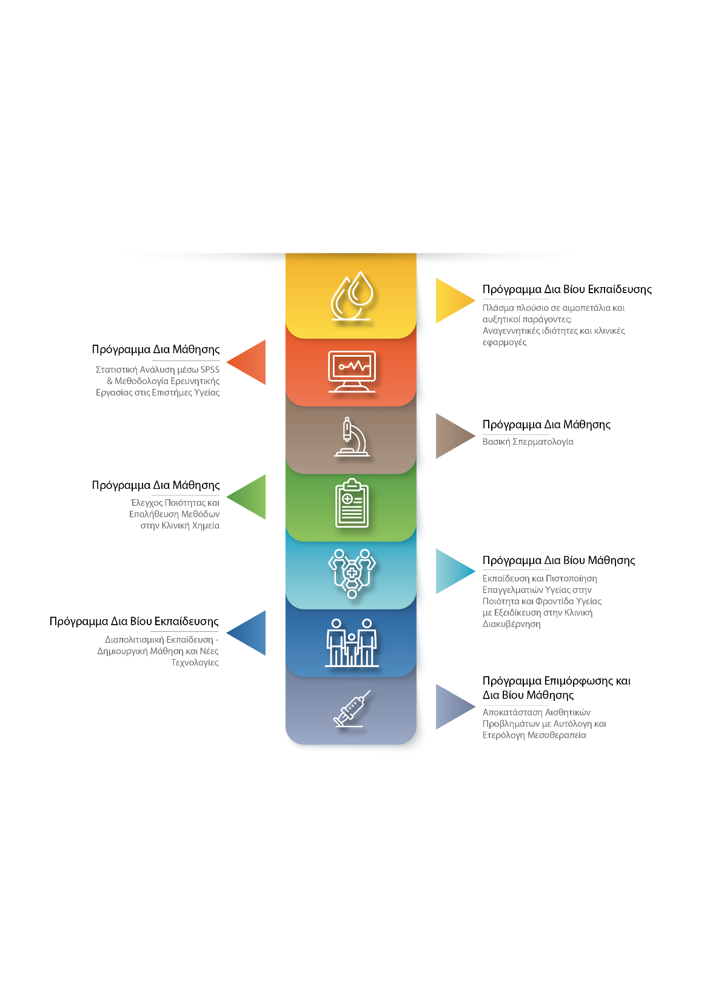 Πρόγραμμα Δια Βίου Εκπαίδευσης
Πλάσμα πλούσιο σε αιμοπετάλια και
αυξητικοί παράγοντες:
Αναγεννητικές ιδιότητες και κλινικές
εφαρμογές
Πρόγραμμα Δια Μάθησης
Στατιστική Ανάλυση μέσω SPSS
& Μεθοδολογία Ερευνητικής
Εργασίας στις Επιστήμες Υγείας
Πρόγραμμα Δια Μάθησης
Βασική Σπερματολογία
Πρόγραμμα Δια Μάθησης
Έλεγχος Ποιότητας και
Επαλήθευση Μεθόδων
στην Κλινική Χημεία
Πρόγραμμα Δια Βίου Μάθησης
Εκπαίδευση και Πιστοποίηση
Επαγγελματιών Υγείας στην
Ποιότητα και Φροντίδα Υγείας
με Εξειδίκευση στην Κλινική
Διακυβέρνηση
Πρόγραμμα Δια Βίου Εκπαίδευσης
Διαπολιτισμική Εκπαίδευση -
Δημιουργική Μάθηση και Νέες
Τεχνολογίες
Πρόγραμμα Επιμόρφωσης και
Δια Βίου Μάθησης
Αποκατάσταση Αισθητικών
Προβλημάτων με Αυτόλογη και
Ετερόλογη Μεσοθεραπεία